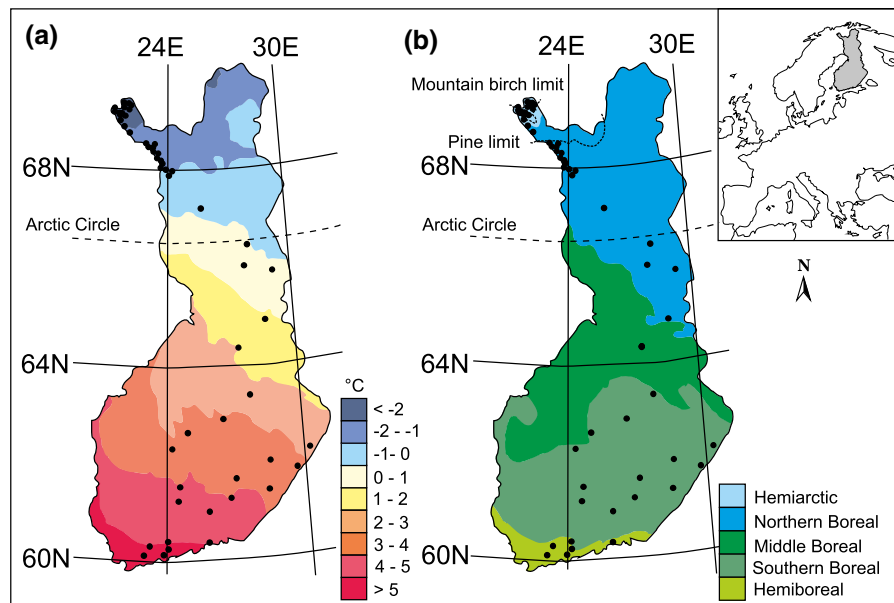 (a)
24E
30E
68N
Arctic Circle
64N
60N
°C
< -2
-2 - -1
-1- 0
0 - 1
1 - 2
2 - 3
3 - 4
4 - 5
> 5
(b)
24E
30E
Mountain birch limit
Pine limit
68N
Arctic Circle
64N
60N
N
Hemiarctic
Northern Boreal
Middle Boreal
Southern Boreal
Hemiboreal